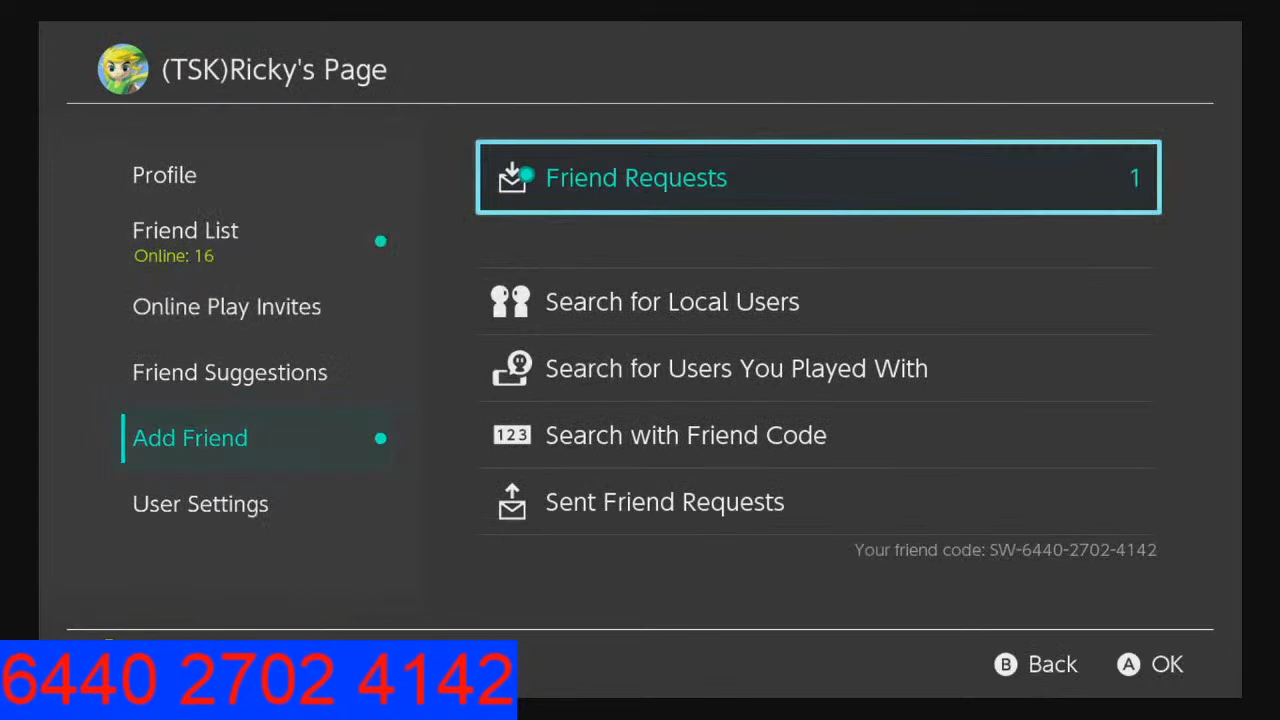 (TSK)Ricky's Page
Profile
Friend List
Online: 16
Online Play Invites
Friend Suggestions
Add Friend
User Settings
Friend Requests 1
Search for Local Users
Search for Users You Played With
123 Search with Friend Code
Sent Friend Requests
Your friend code: SW-6440-2702-4142
B Back A OK
6440 2702 4142